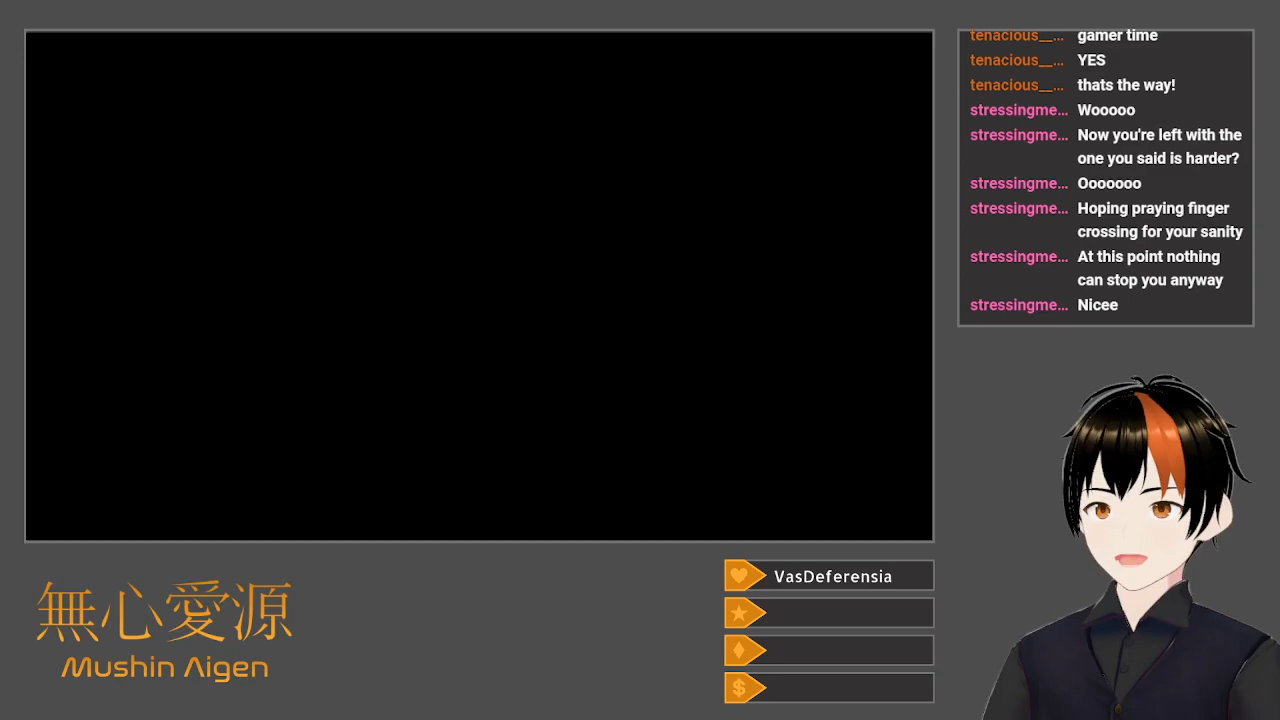 tenacious__... gamer time
tenacious__... YES
tenacious__... thats the way!
stressingme... Wooooo
stressingme... Now you're left with the
one you said is harder?
stressingme... Ooooooo
stressingme... Hoping praying finger
crossing for your sanity
stressingme... At this point nothing
can stop you anyway
stressingme... Nicee
VasDeferensia
$
無心愛源
Mushin Aigen